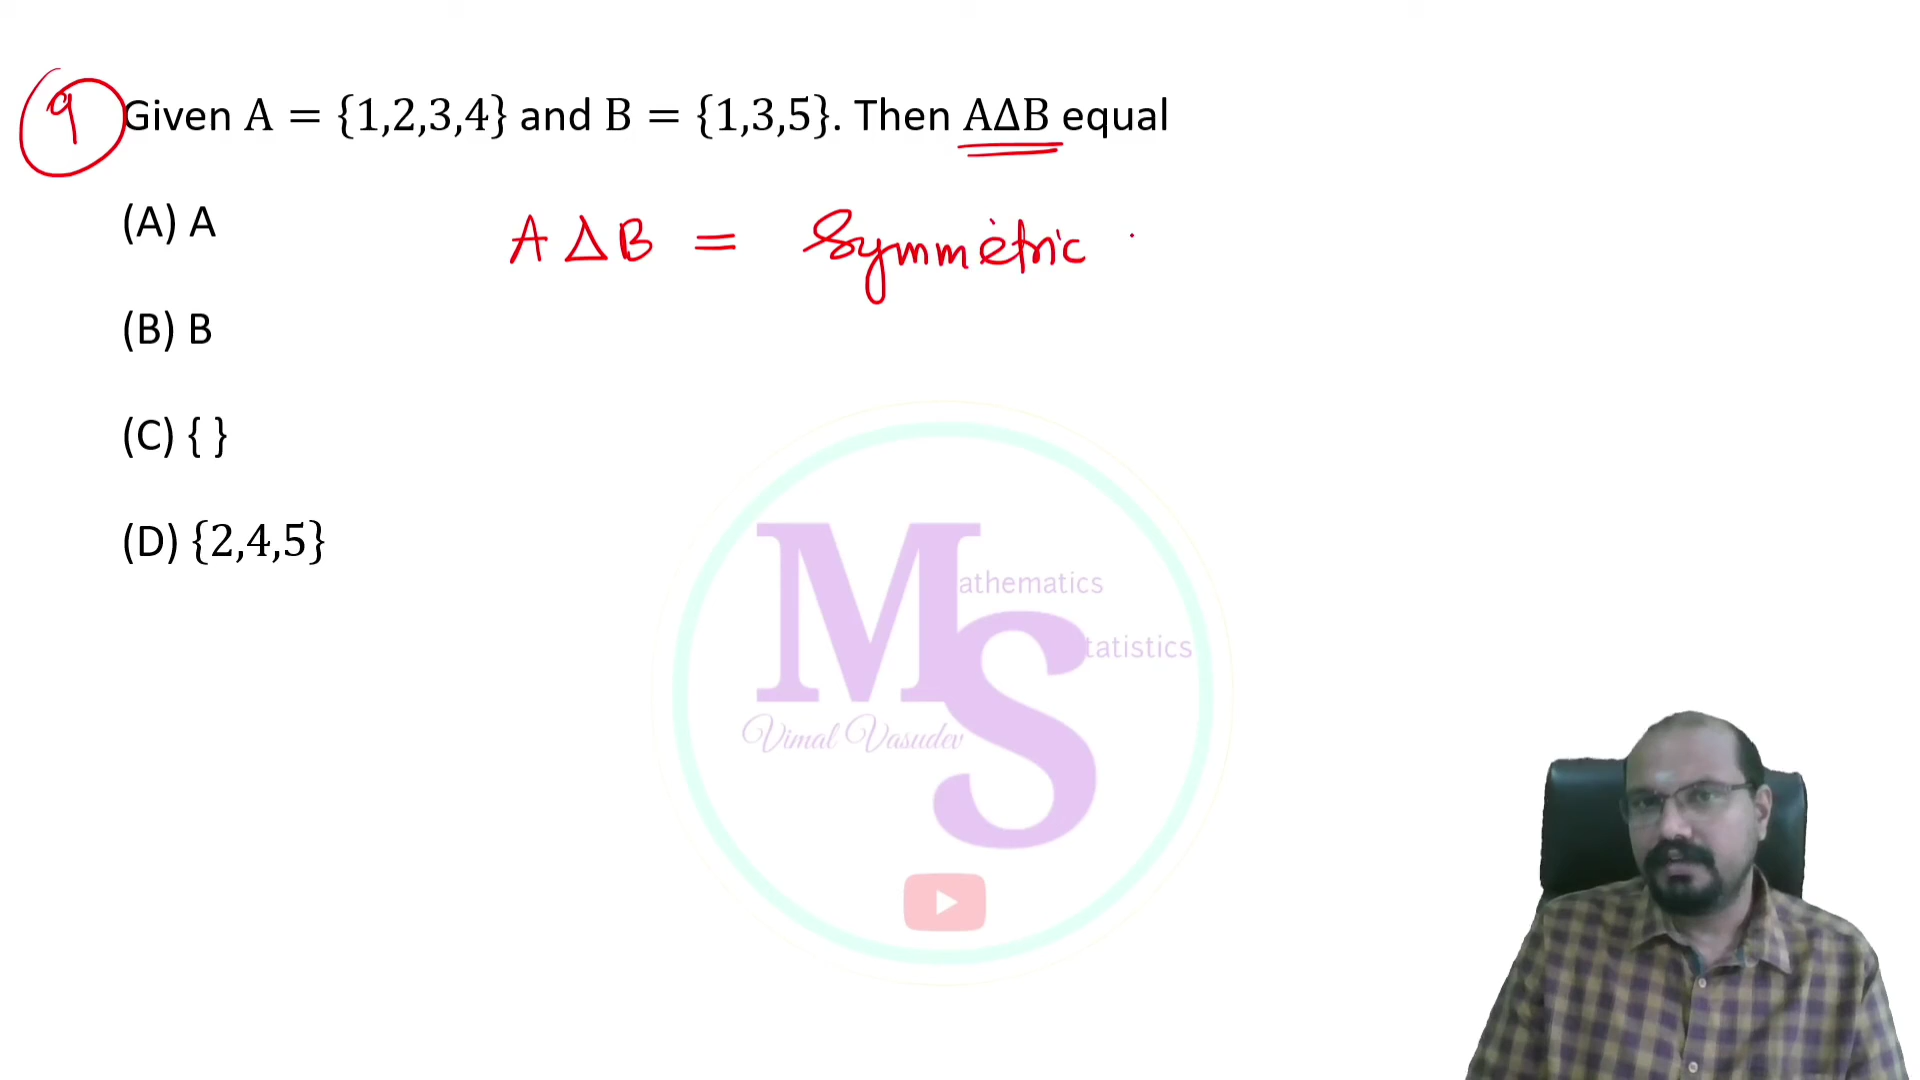 9 Given A = {1,2,3,4} and B = {1,3,5}. Then AΔB equal
(A) A
A Δ B = Symmetric
(B) B
(C) { }
(D) {2,4,5}
M
athematics
S
tatistics
Vimal Vasudev